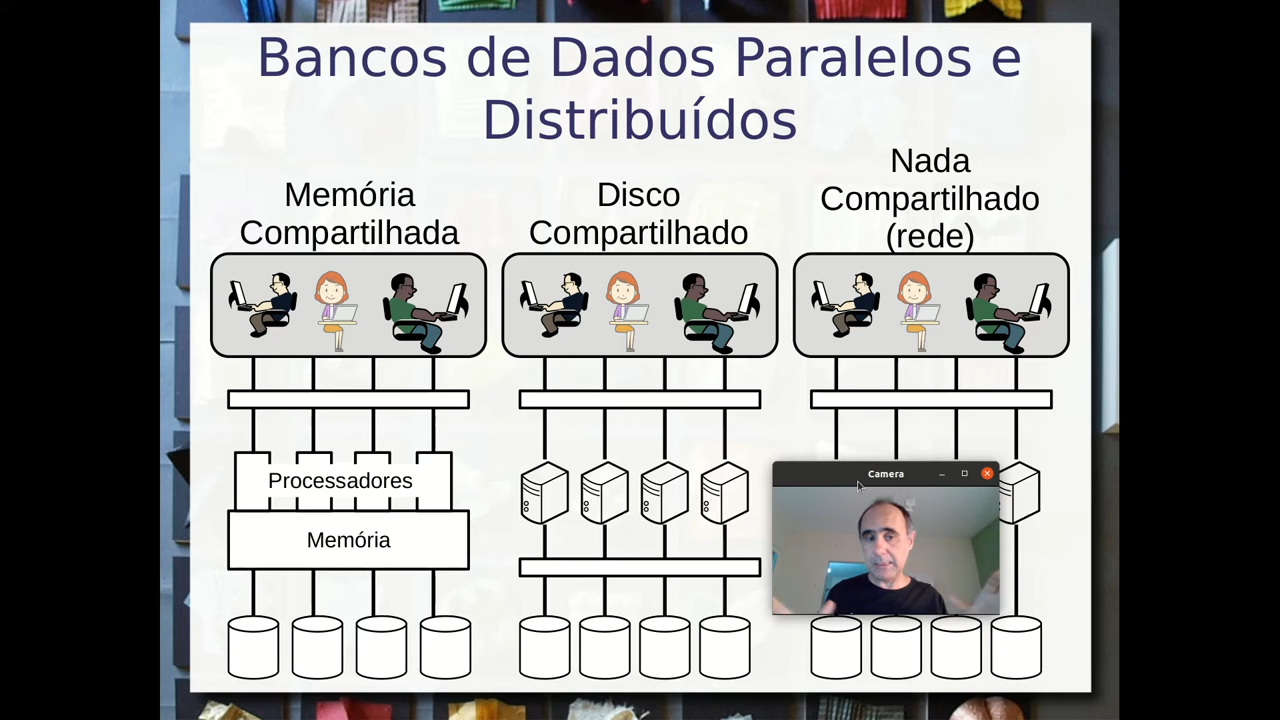 Bancos de Dados Paralelos e
Distribuídos
Memória
Compartilhada
Disco
Compartilhado
Nada
Compartilhado
(rede)
Processadores
Memória
Camera